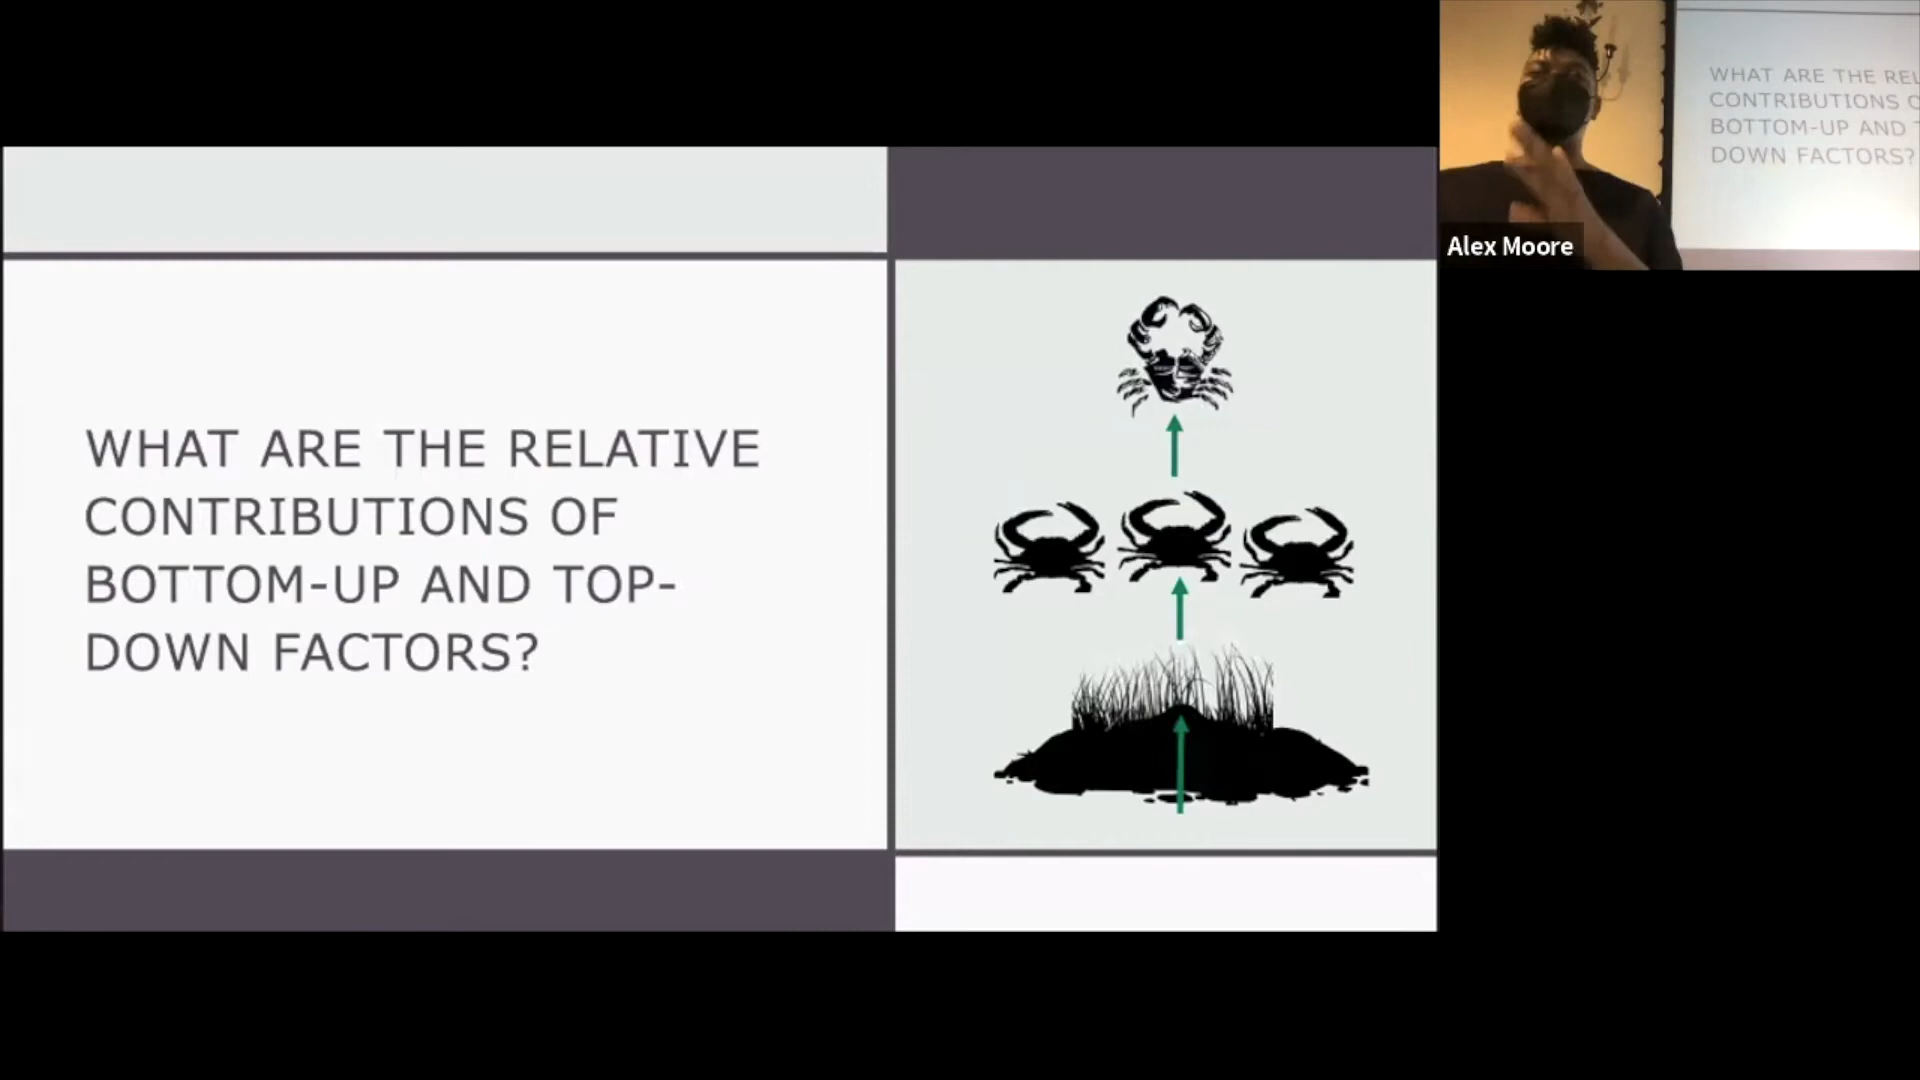 WHAT ARE THE RELATIVE
CONTRIBUTIONS OF
BOTTOM-UP AND TOP-
DOWN FACTORS?
WHAT ARE THE REL
CONTRIBUTIONS O
BOTTOM-UP AND T
DOWN FACTORS?
Alex Moore